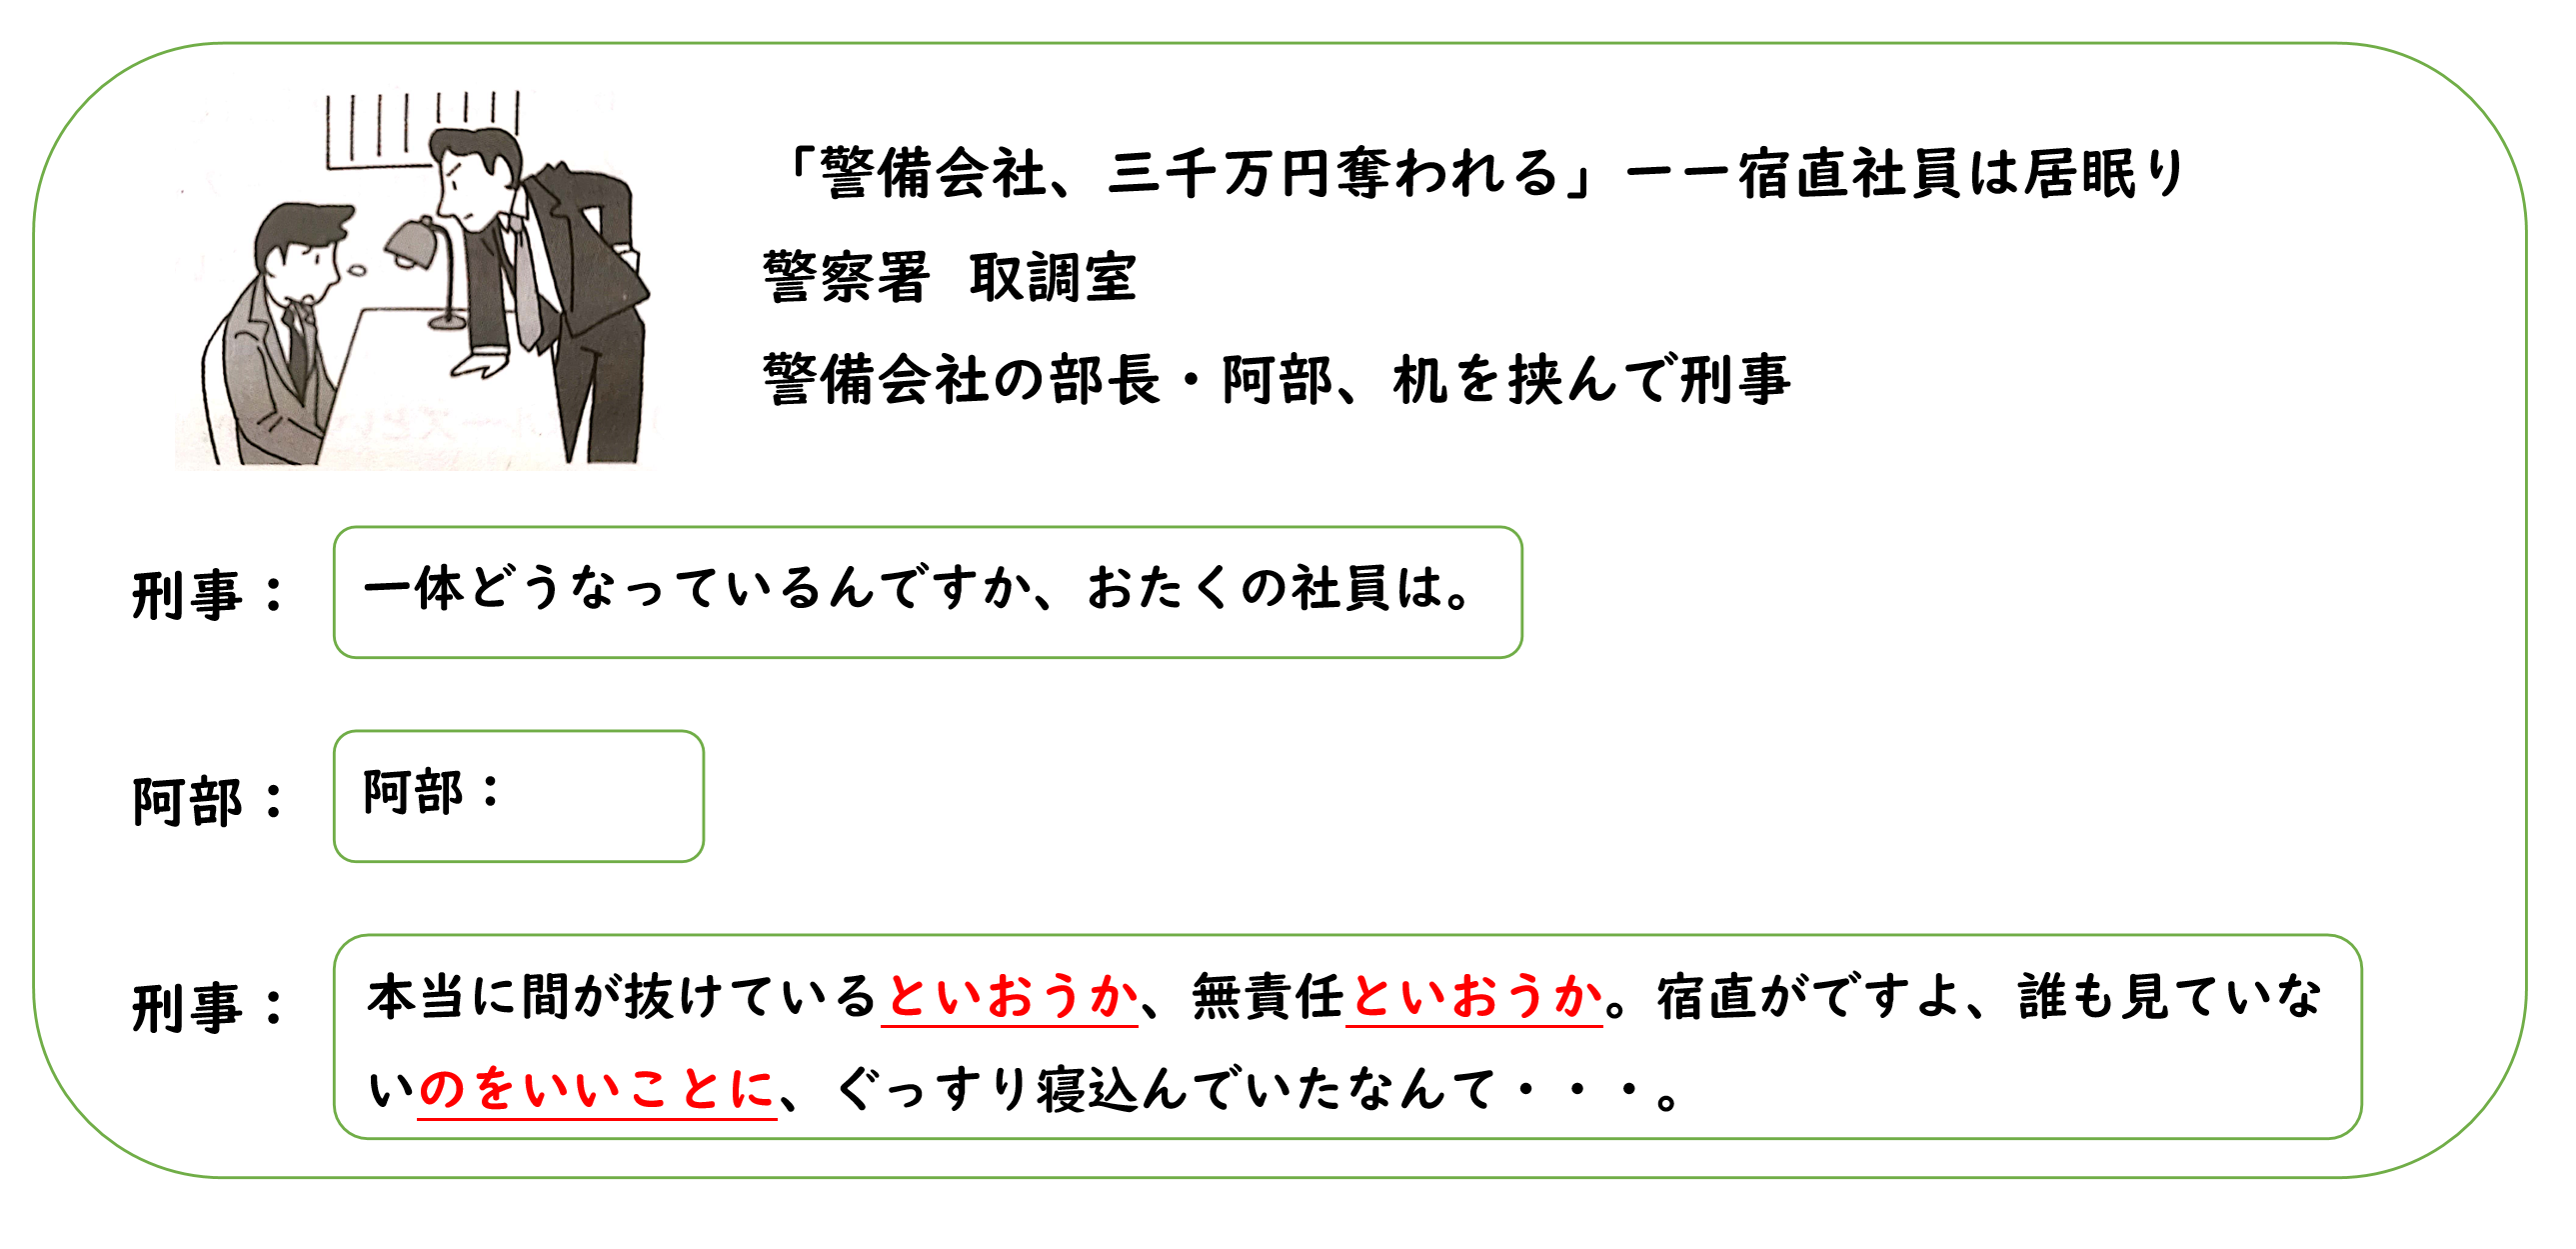 「警備会社、三千万円奪われる」ーー宿直社員は居眠り
警察署 取調室
警備会社の部長・阿部、机を挟んで刑事
刑事：
一体どうなっているんですか、おたくの社員は。
阿部：
阿部：
刑事：
本当に間が抜けているといおうか、無責任といおうか。宿直がですよ、誰も見ていな
いのをいいことに、ぐっすり寝込んでいたなんて・・・。